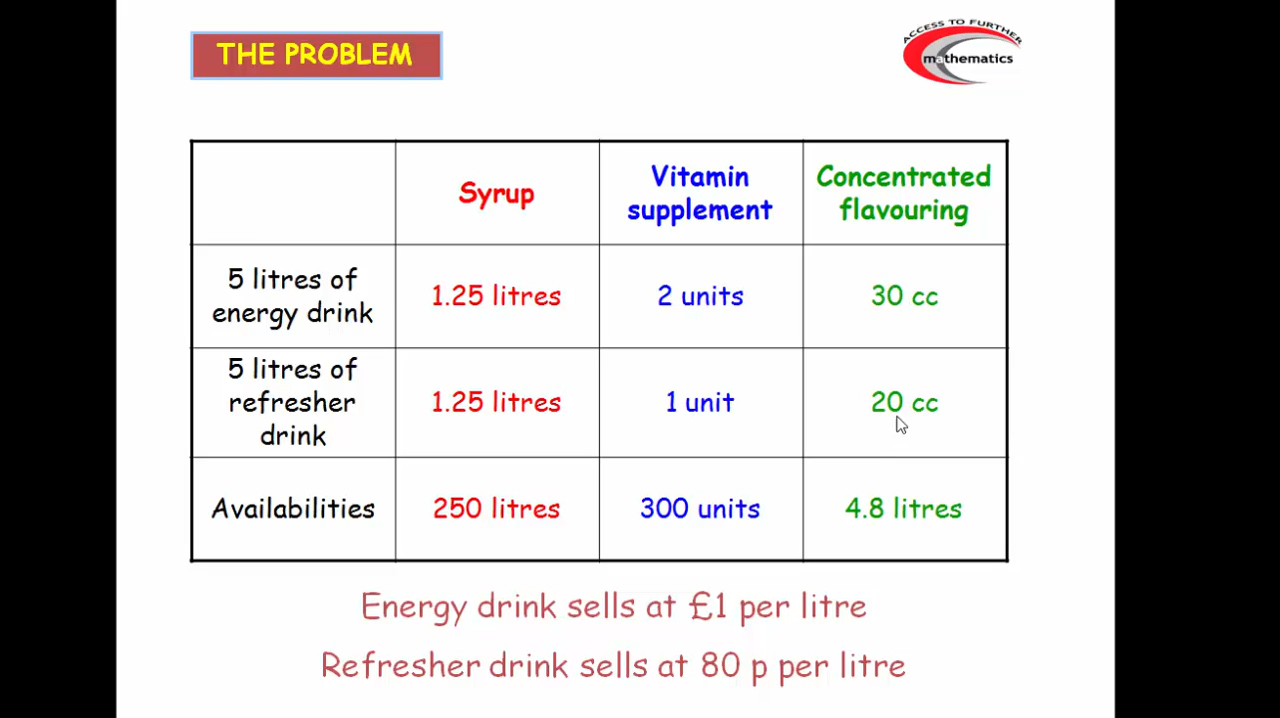 THE PROBLEM
ACCESS TO FURTHER
mathematics
Syrup
Vitamin
supplement
Concentrated
flavouring
5 litres of
energy drink
1.25 litres
2 units
30 cc
5 litres of
refresher
drink
1.25 litres
1 unit
20 cc
Availabilities
250 litres
300 units
4.8 litres
Energy drink sells at £1 per litre
Refresher drink sells at 80 p per litre